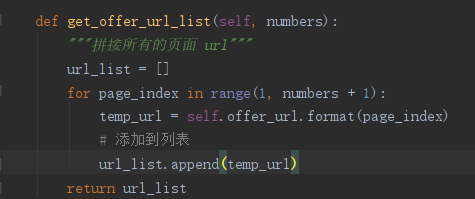 def get_offer_url_list(self, numbers):
    """拼接所有的页面 url"""
    url_list = []
    for page_index in range(1, numbers + 1):
        temp_url = self.offer_url.format(page_index)
        # 添加到列表
        url_list.append(temp_url)
    return url_list